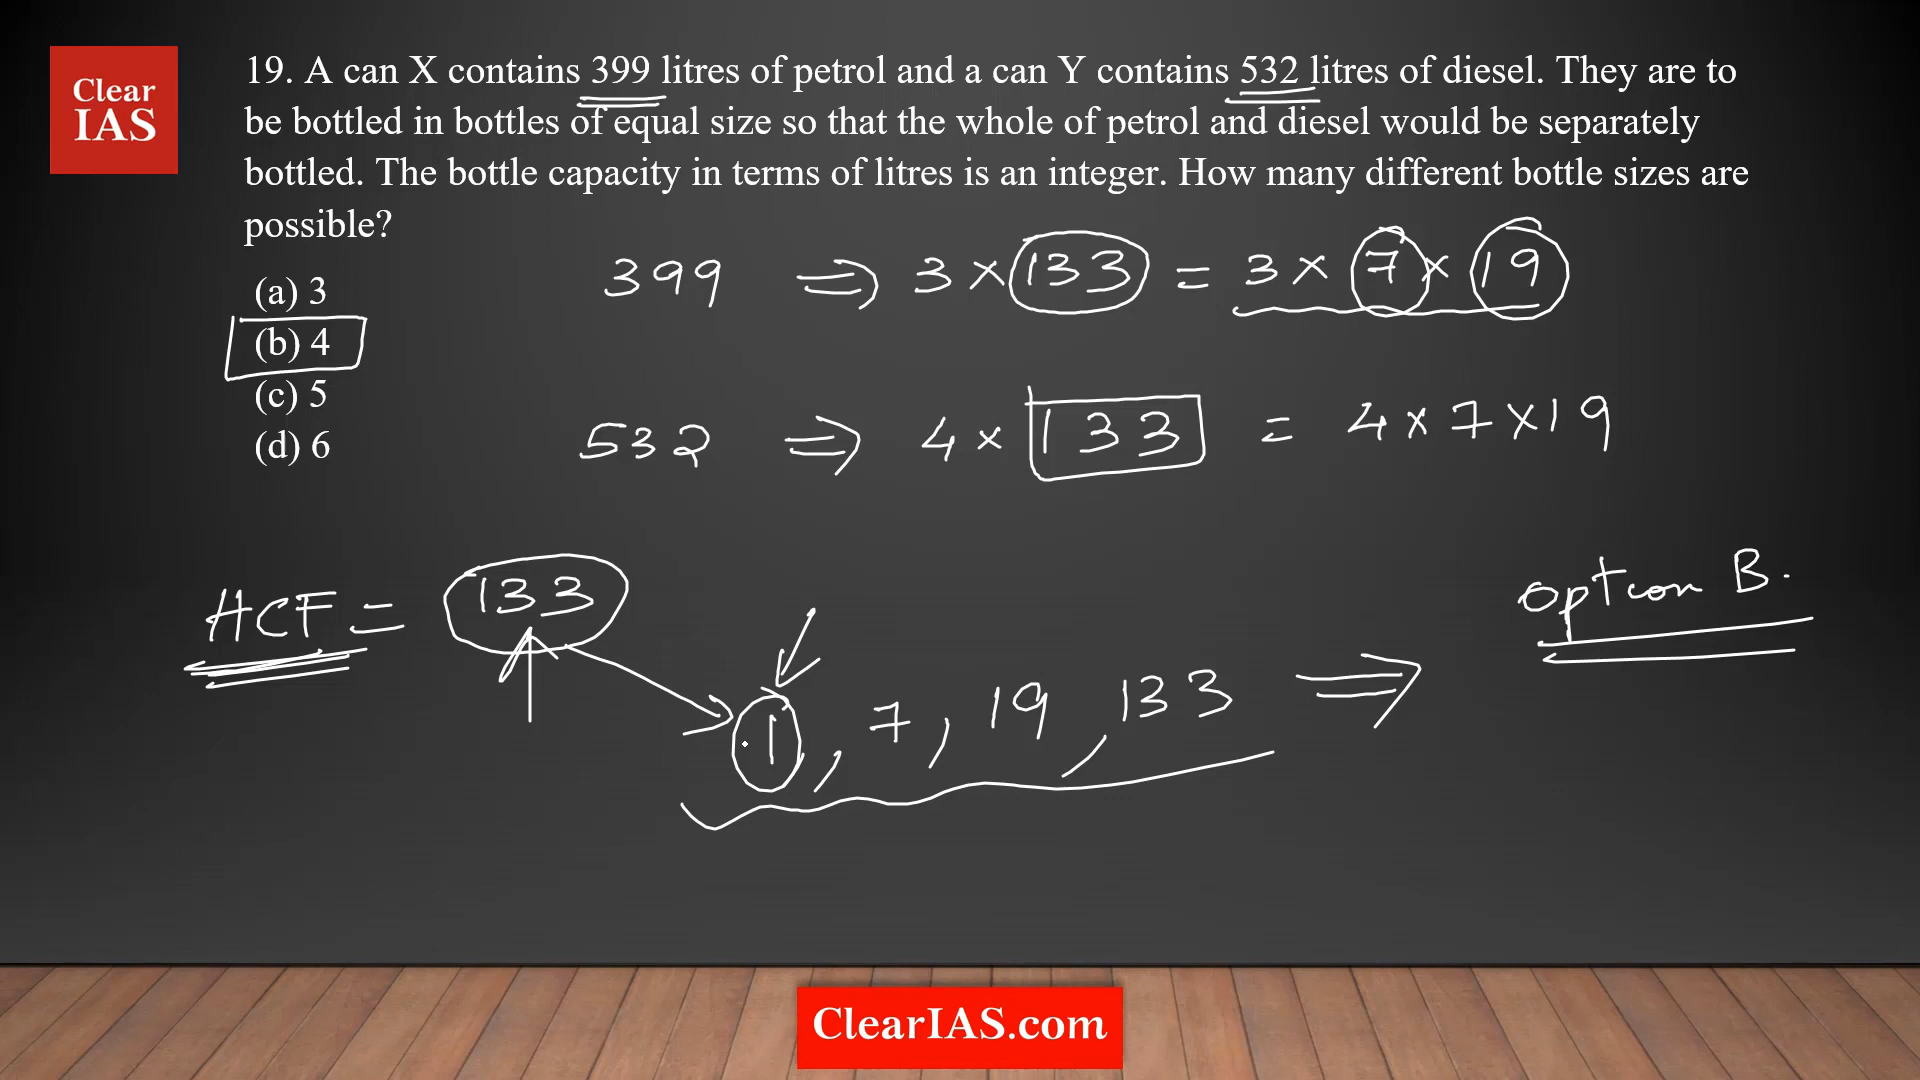 Clear
IAS
19. A can X contains 399 litres of petrol and a can Y contains 532 litres of diesel. They are to
be bottled in bottles of equal size so that the whole of petrol and diesel would be separately
bottled. The bottle capacity in terms of litres is an integer. How many different bottle sizes are
possible?
(a) 3
(b) 4
(c) 5
(d) 6
399 ⇒ 3 × 133 = 3 × 7 × 19
532 ⇒ 4 × 133 = 4 × 7 × 19
HCF = 133
1, 7, 19, 133 ⇒
Option B.
ClearIAS.com